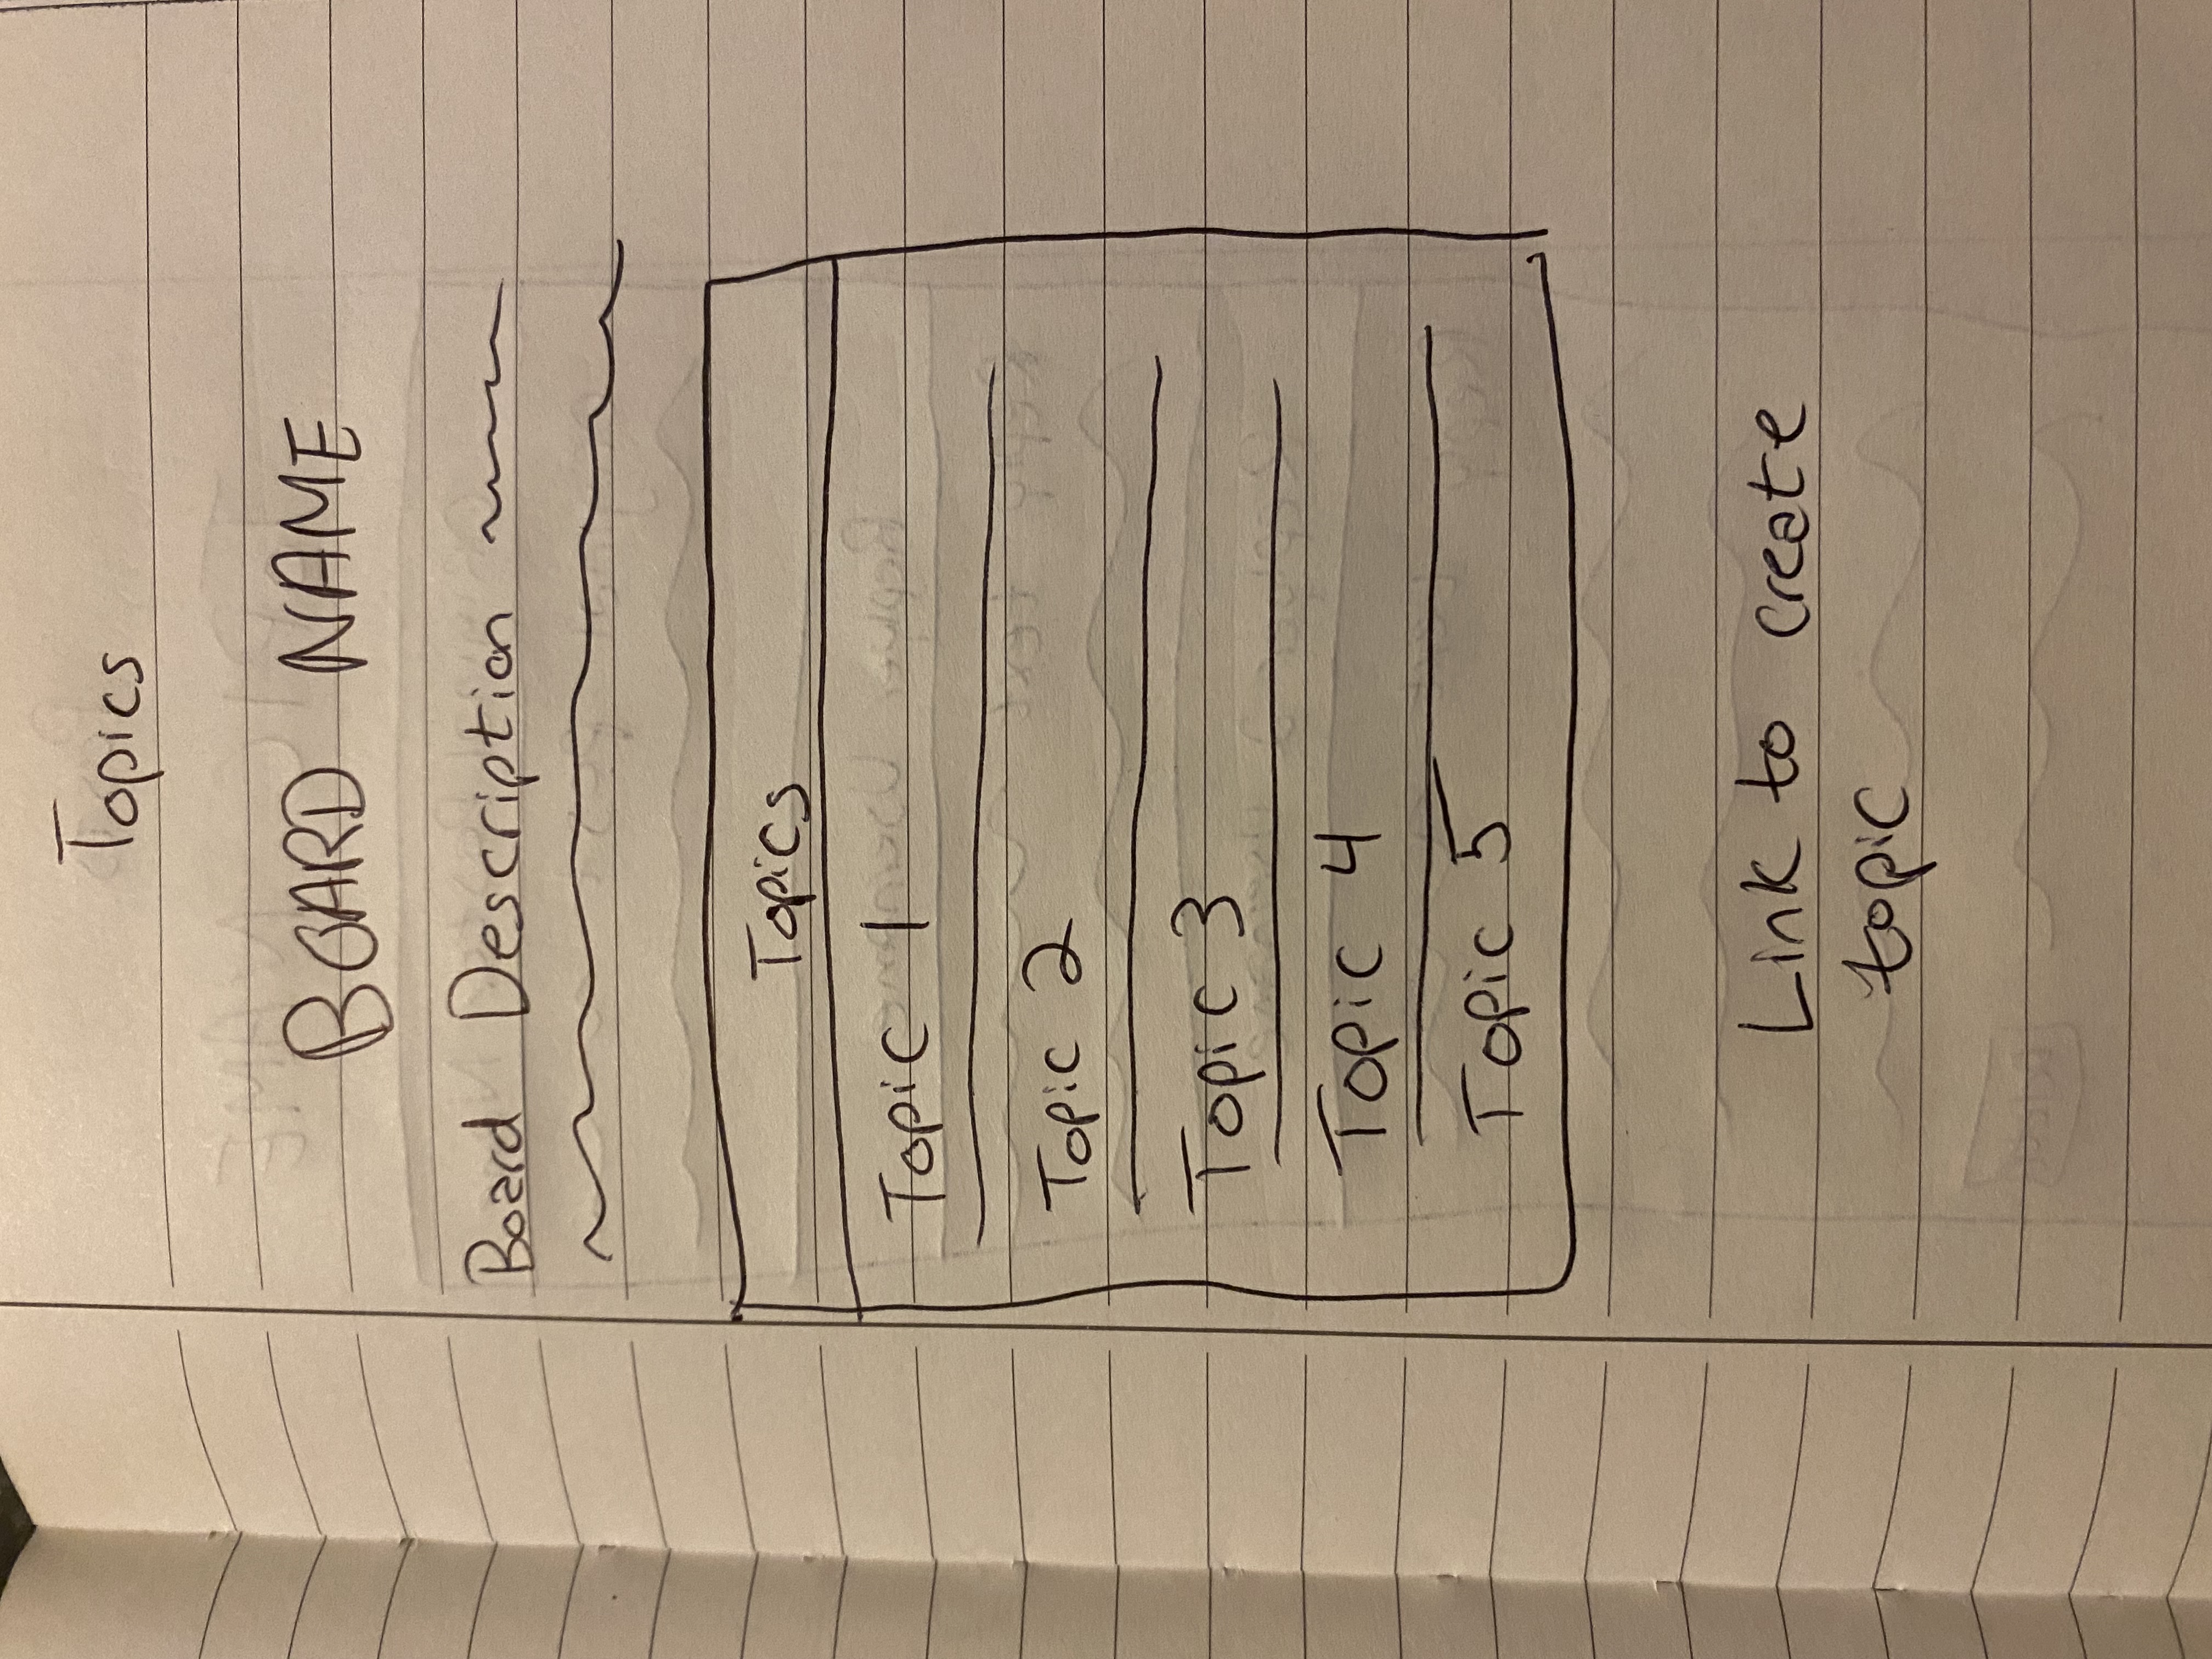 Topics
BOARD NAME
Board Description
Topics
Topic 1
Topic 2
Topic 3
Topic 4
Topic 5
Link to create
topic